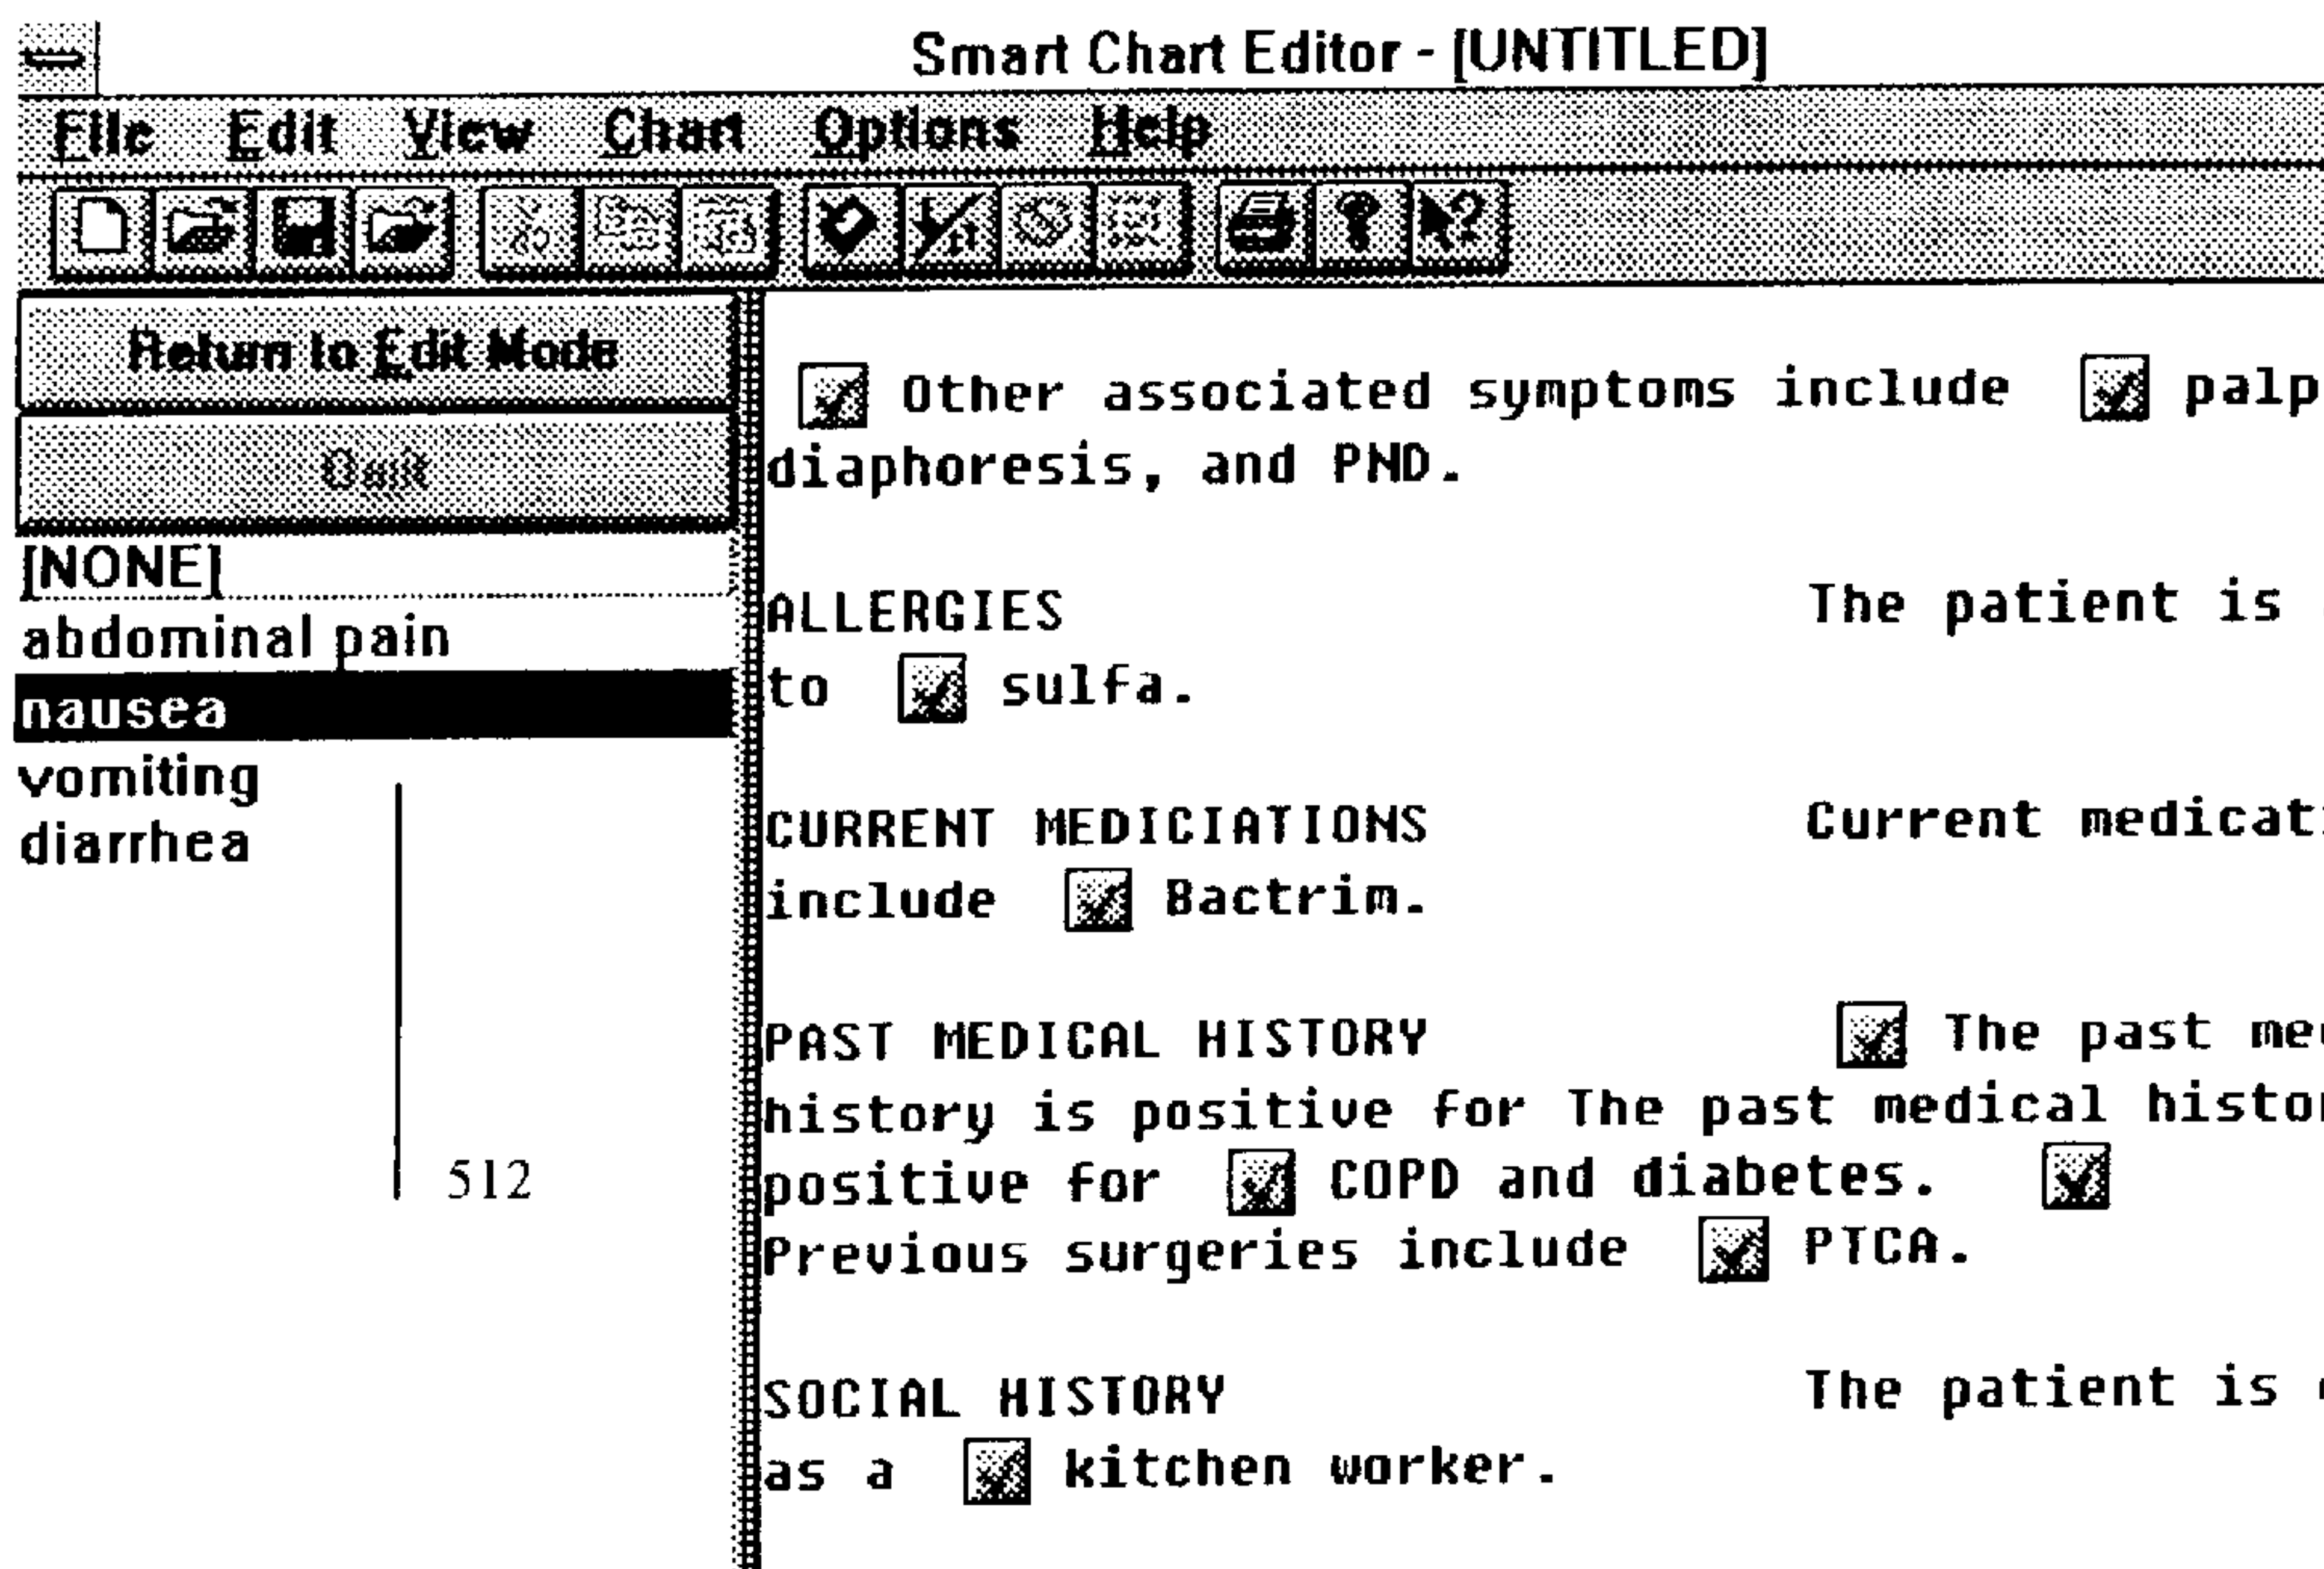 Smart Chart Editor - [UNTITLED]
File Edit View Chart Options Help
Return to Edit Mode
[NONE]
abdominal pain
nausea
vomiting
diarrhea
512
Other associated symptoms include palp
diaphoresis, and PND.
ALLERGIES The patient is
to sulfa.
CURRENT MEDICIATIONS Current medicati
include Bactrim.
PAST MEDICAL HISTORY The past med
history is positive for The past medical histor
positive for COPD and diabetes.
Previous surgeries include PTCA.
SOCIAL HISTORY The patient is
as a kitchen worker.